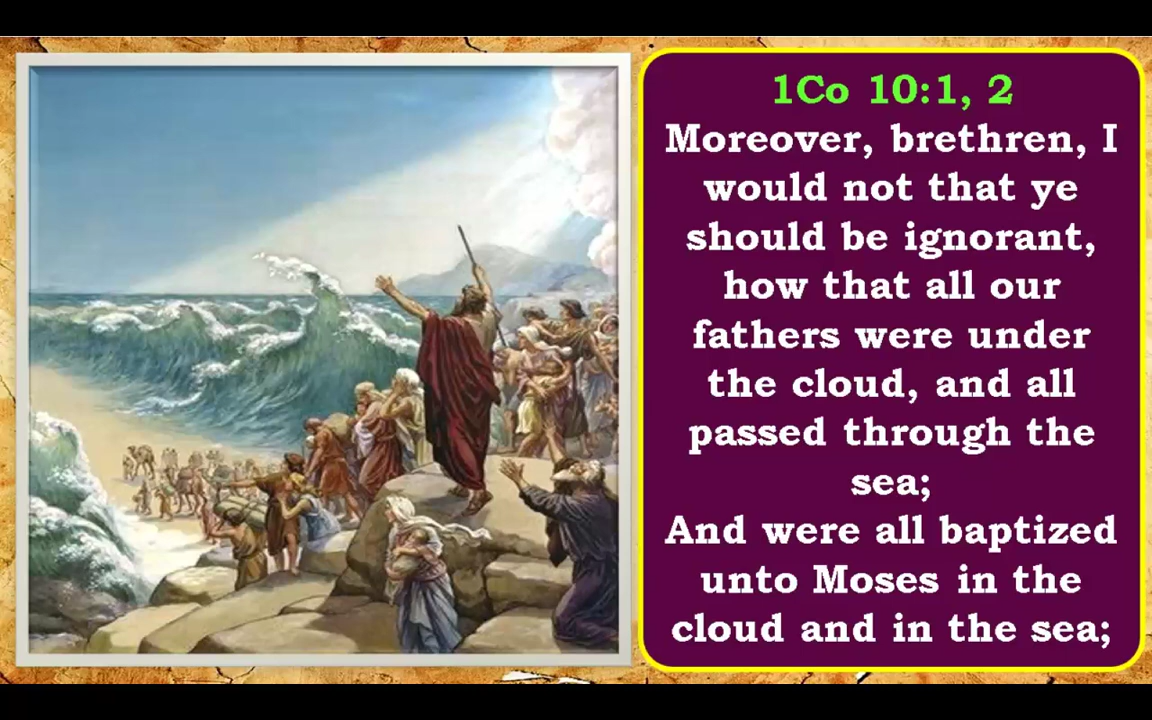 1Co 10:1, 2
Moreover, brethren, I
would not that ye
should be ignorant,
how that all our
fathers were under
the cloud, and all
passed through the
sea;
And were all baptized
unto Moses in the
cloud and in the sea;